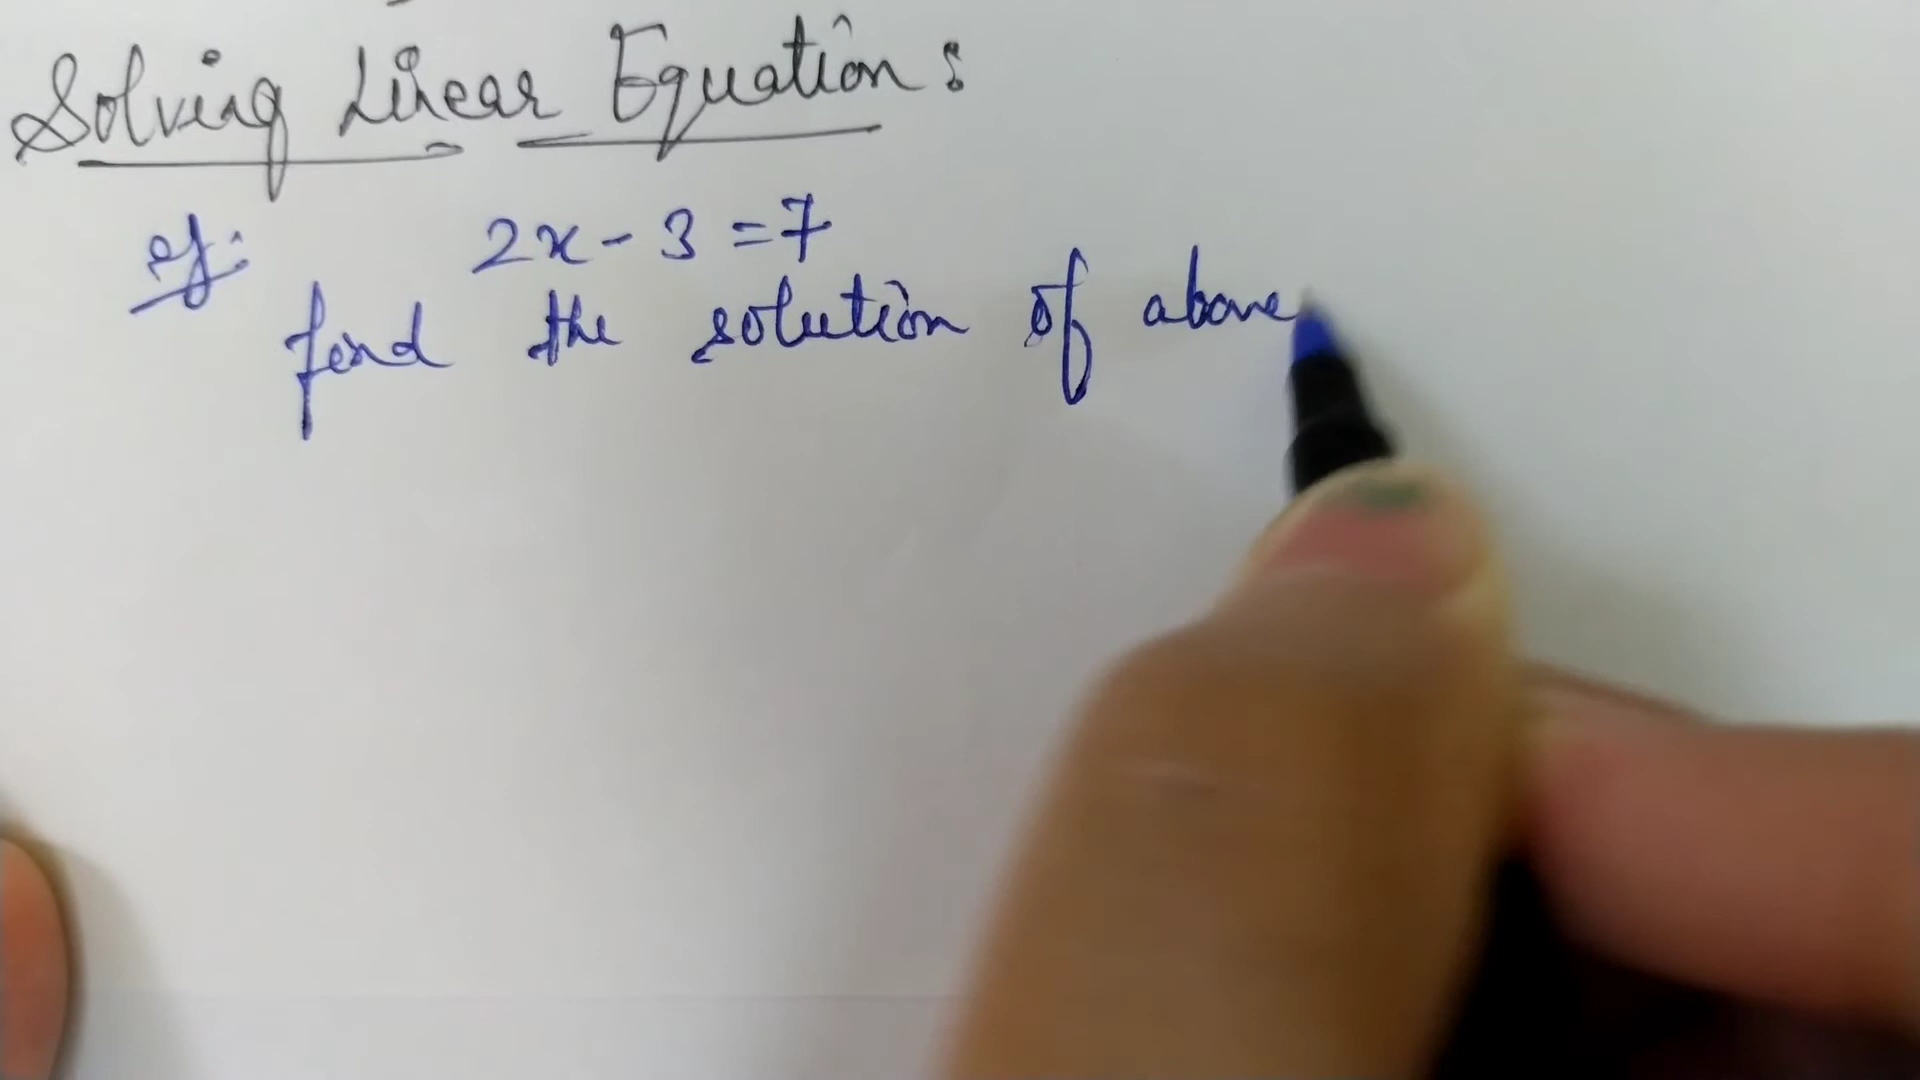 Solving Linear Equation:
eg: 2x - 3 = 7
find the solution of above